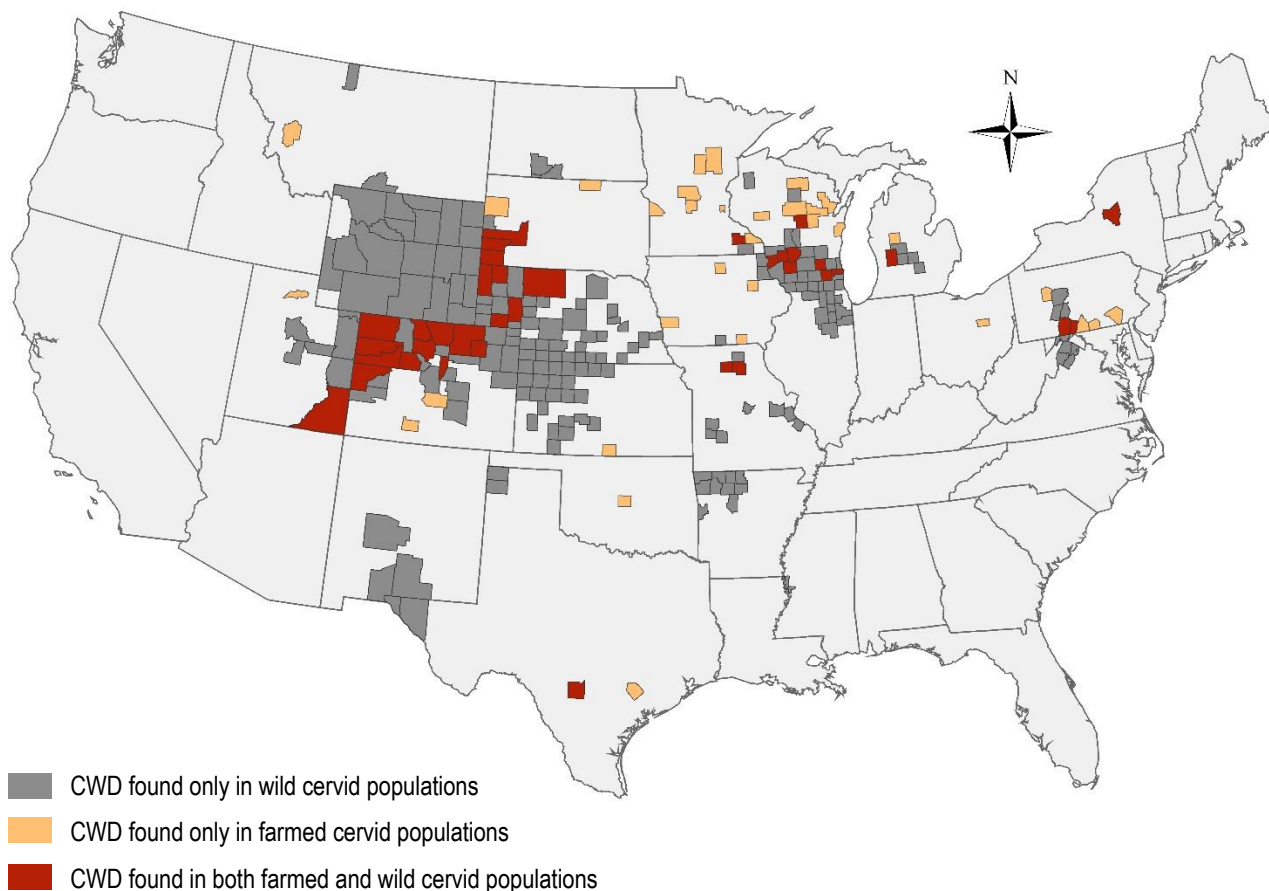 N
CWD found only in wild cervid populations
CWD found only in farmed cervid populations
CWD found in both farmed and wild cervid populations